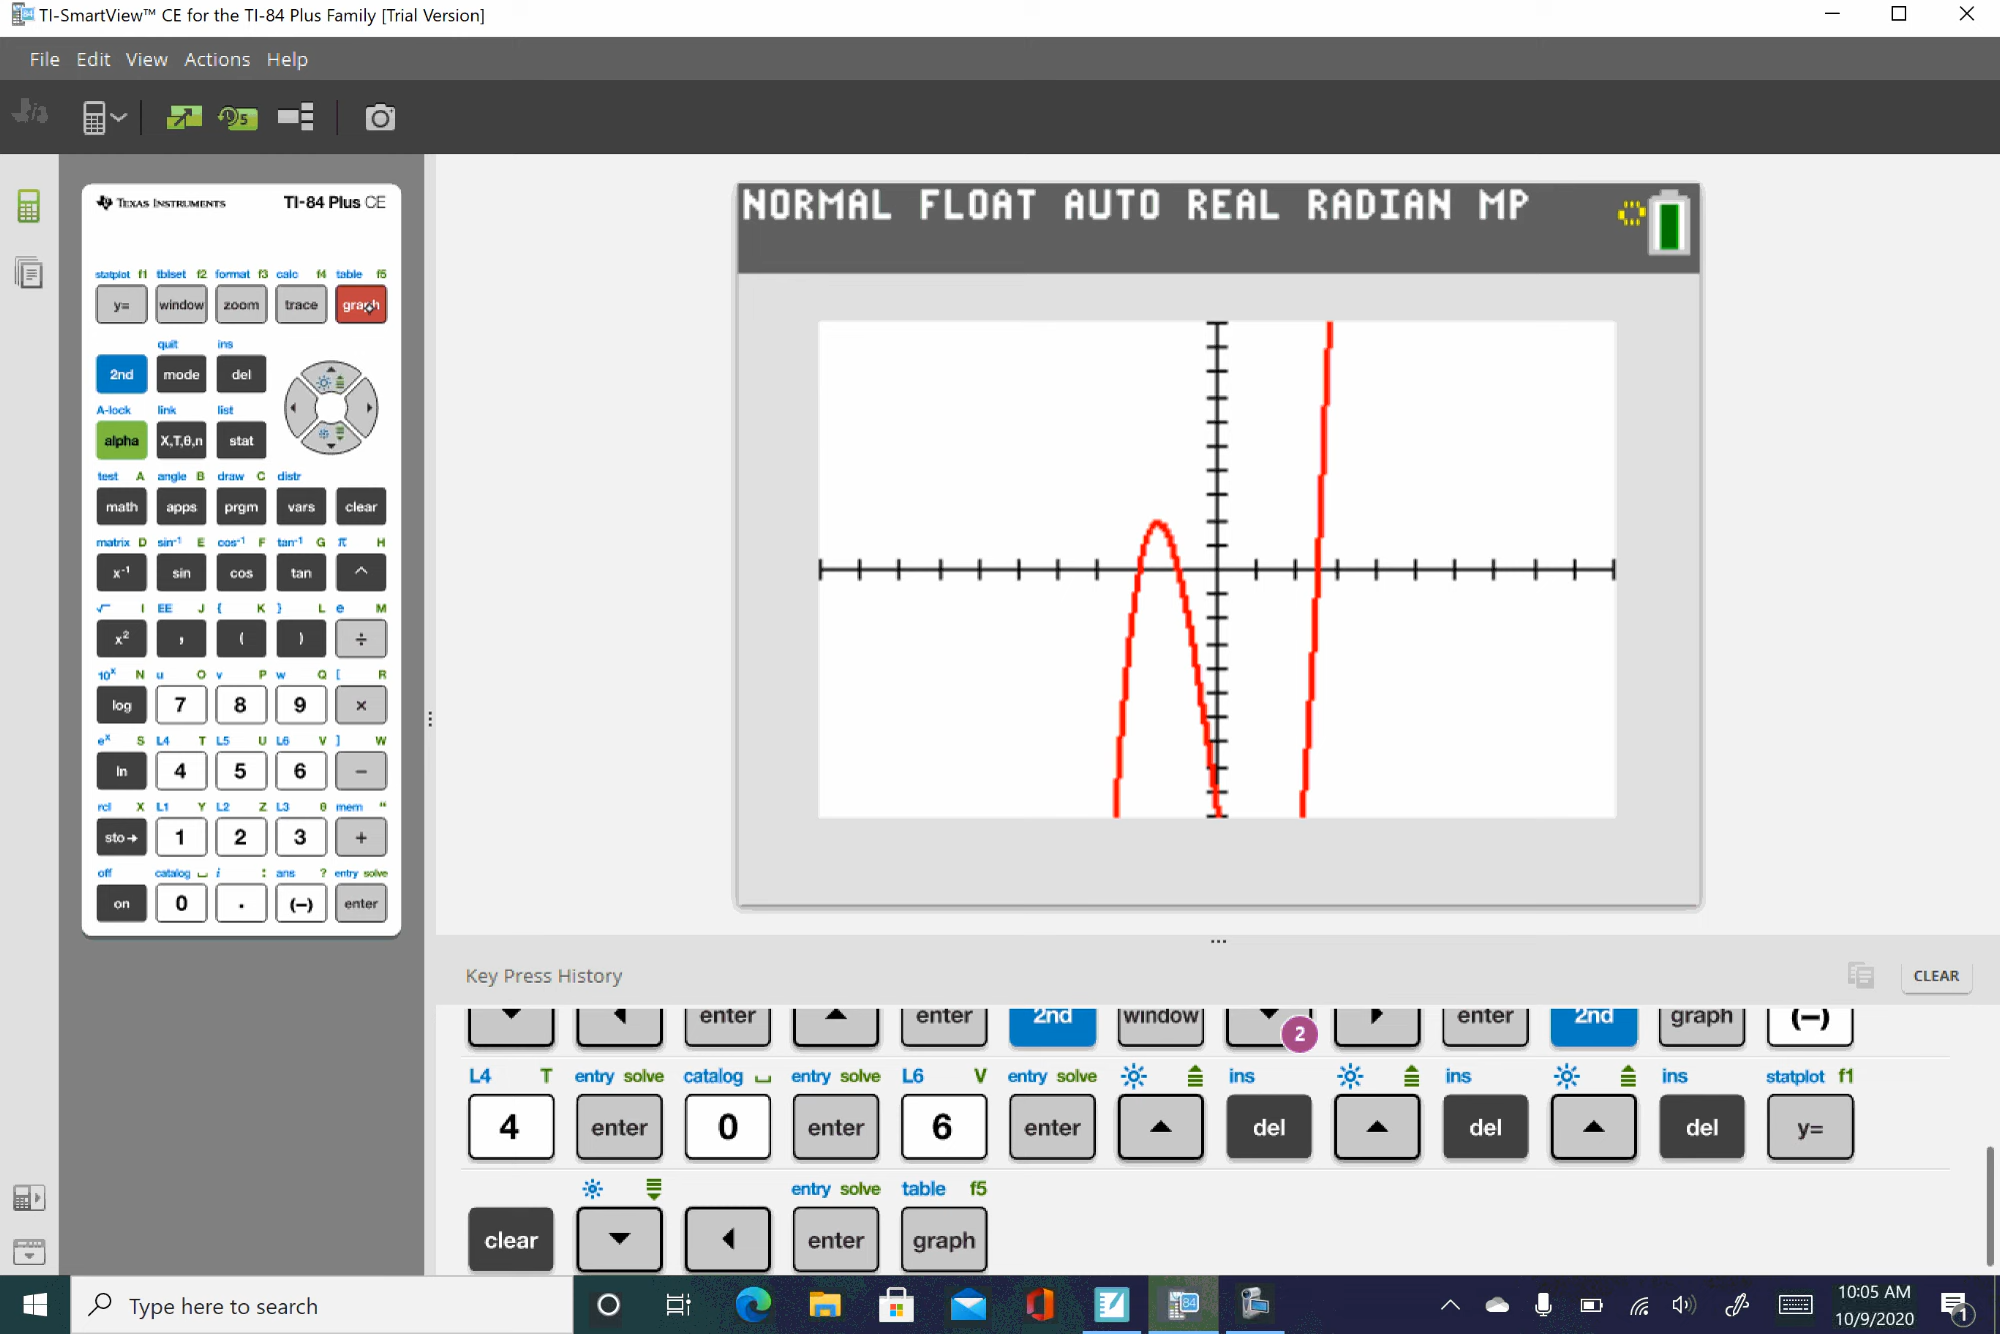 TI-SmartView™ CE for the TI-84 Plus Family [Trial Version]
File Edit View Actions Help
TEXAS INSTRUMENTS TI-84 Plus CE
statplot f1 tblset f2 format f3 calc f4 table f5
y= window zoom trace graph
quit ins
2nd mode del
A-lock link list
alpha X,T,θ,n stat
test A angle B draw C distr
math apps prgm vars clear
matrix D sin-1 E cos-1 F tan-1 G π H
x-1 sin cos tan ^
√ I EE J { K } L e M
x2 , ( ) ÷
10x N u O v P w Q [ R
log 7 8 9 ×
ex S L4 T L5 U L6 V ] W
ln 4 5 6 −
rcl X L1 Y L2 Z L3 θ mem "
sto→ 1 2 3 +
off catalog ⎵ i : ans ? entry solve
on 0 . (−) enter
NORMAL FLOAT AUTO REAL RADIAN MP
Key Press History CLEAR
enter enter 2nd window 2 enter 2nd graph (−)
L4 T entry solve catalog ⎵ entry solve L6 V entry solve ins ins ins statplot f1
4 enter 0 enter 6 enter del del del y=
entry solve table f5
clear enter graph
Type here to search
84
10:05 AM
10/9/2020
1